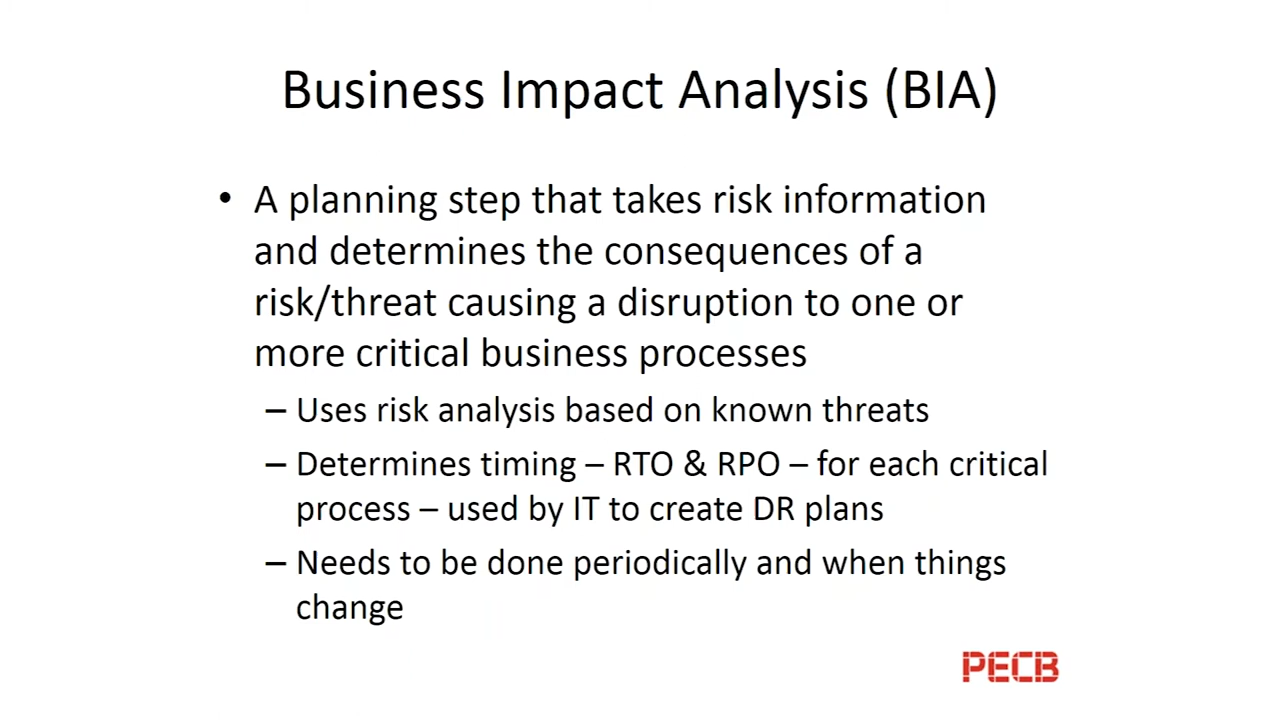 Business Impact Analysis (BIA)
• A planning step that takes risk information
and determines the consequences of a
risk/threat causing a disruption to one or
more critical business processes
– Uses risk analysis based on known threats
– Determines timing – RTO & RPO – for each critical
process – used by IT to create DR plans
– Needs to be done periodically and when things
change
PECB